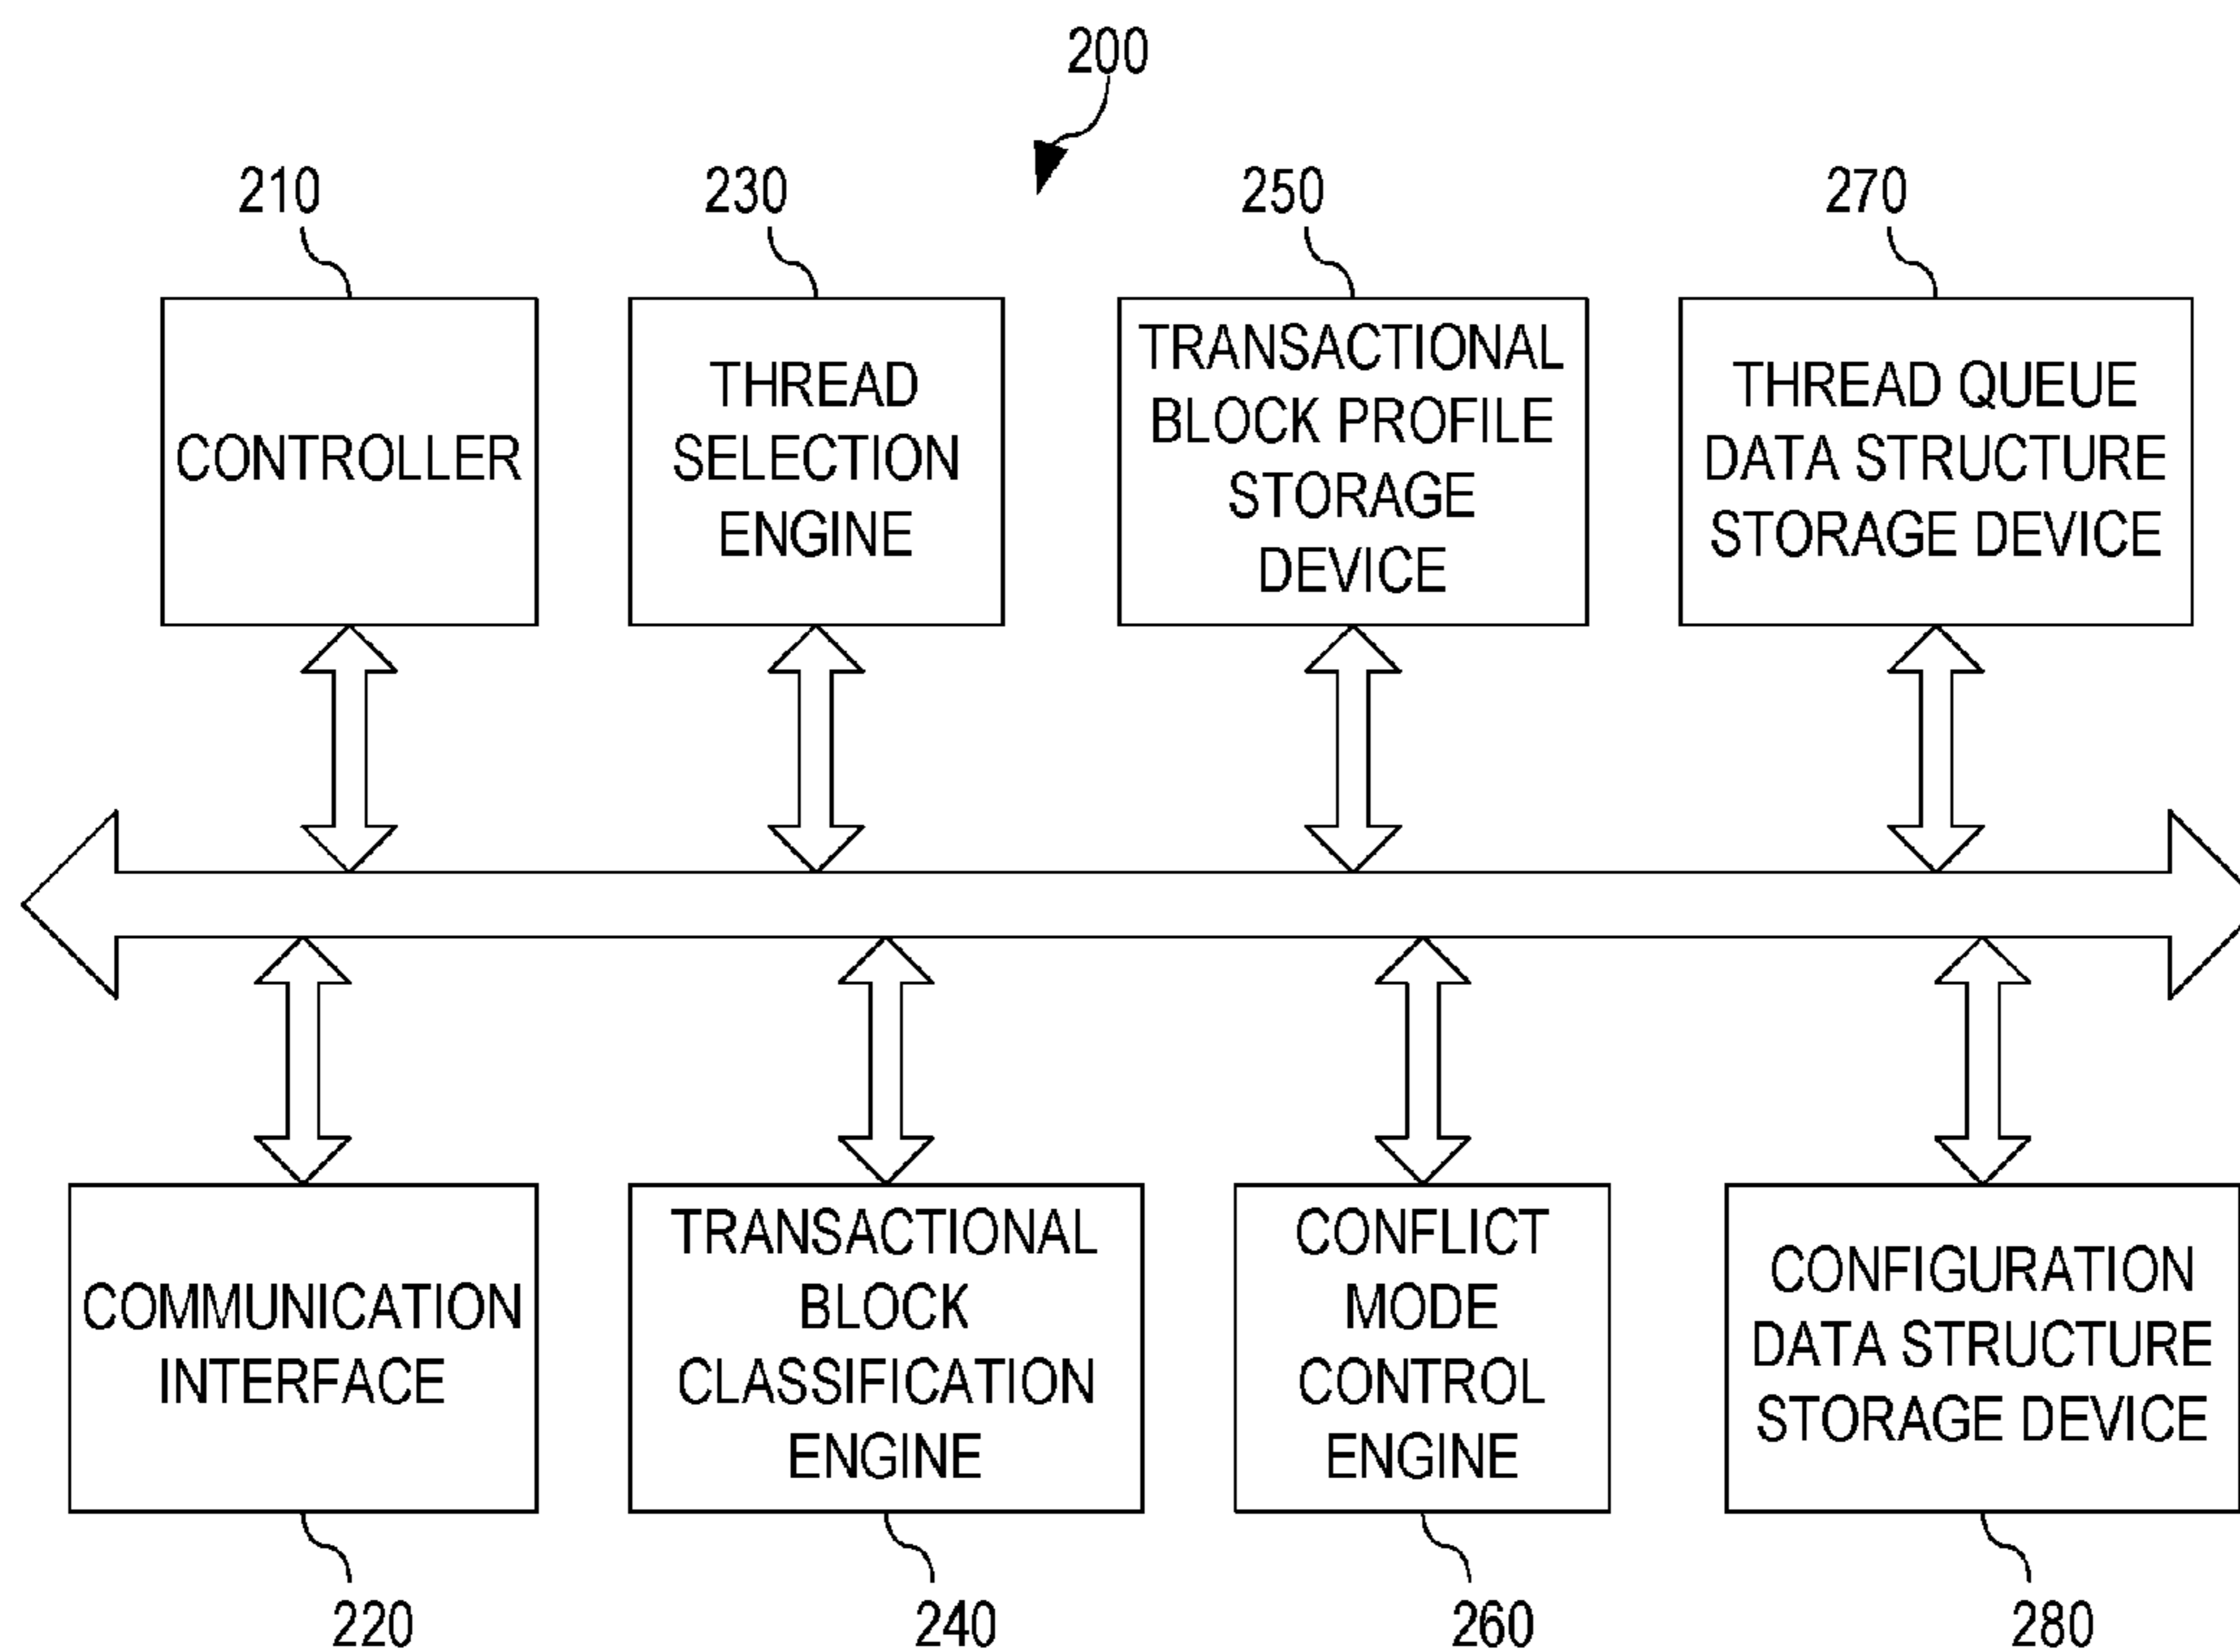 200
210
230
250
270
CONTROLLER
THREAD
SELECTION
ENGINE
TRANSACTIONAL
BLOCK PROFILE
STORAGE
DEVICE
THREAD QUEUE
DATA STRUCTURE
STORAGE DEVICE
COMMUNICATION
INTERFACE
TRANSACTIONAL
BLOCK
CLASSIFICATION
ENGINE
CONFLICT
MODE
CONTROL
ENGINE
CONFIGURATION
DATA STRUCTURE
STORAGE DEVICE
220
240
260
280